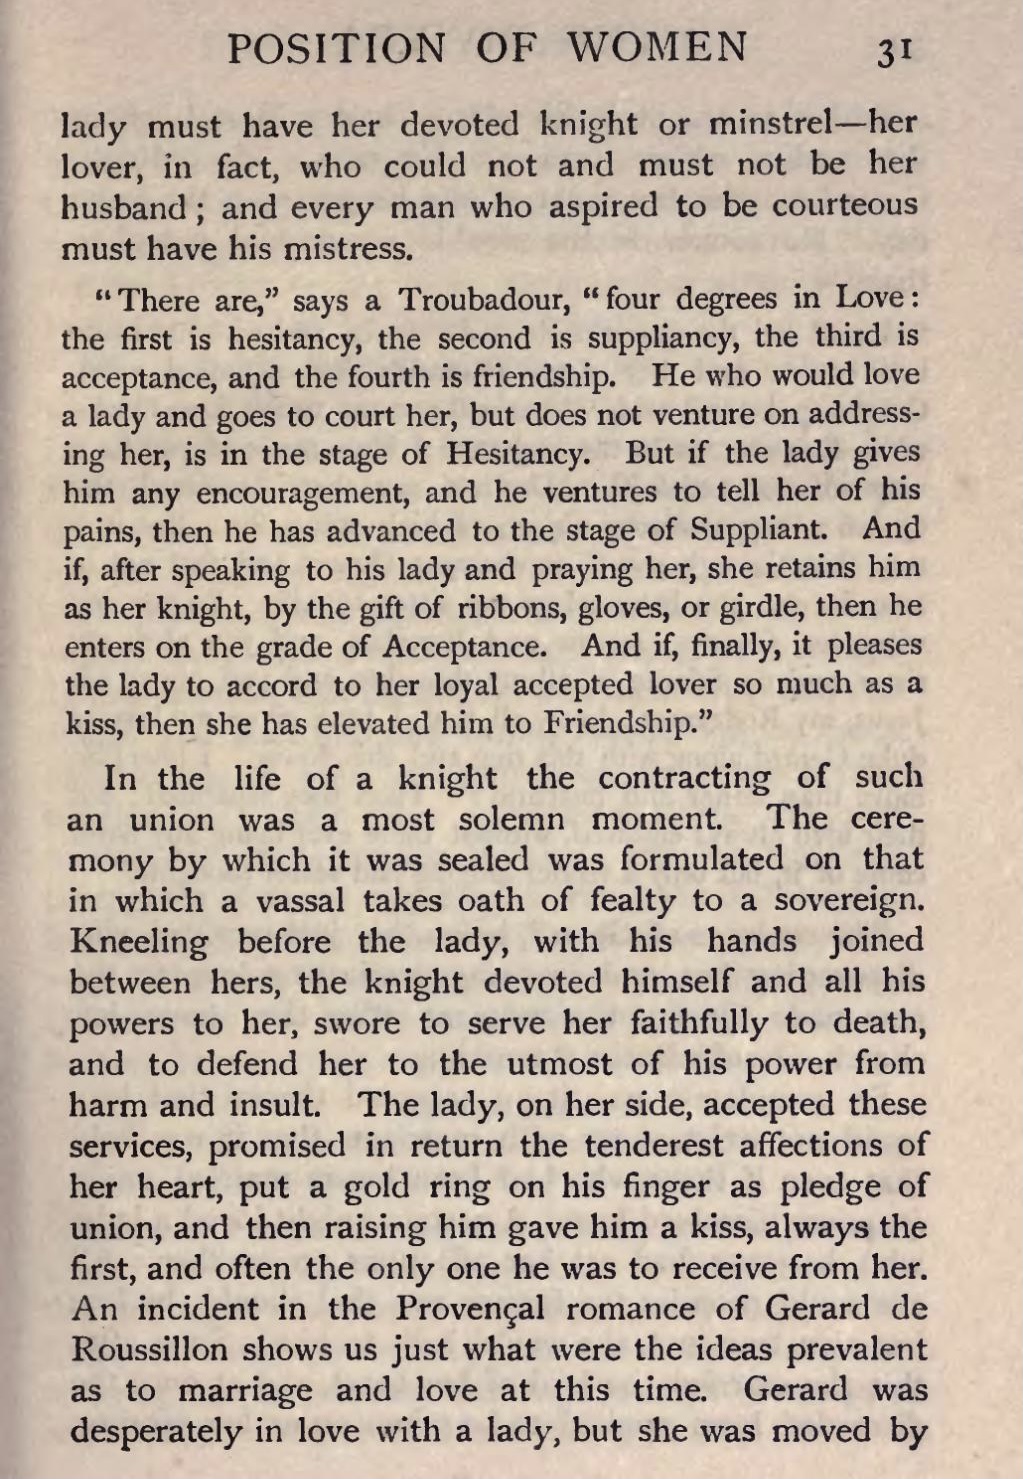 POSITION OF WOMEN 31
lady must have her devoted knight or minstrel—her
lover, in fact, who could not and must not be her
husband ; and every man who aspired to be courteous
must have his mistress.
“There are,” says a Troubadour, “four degrees in Love:
the first is hesitancy, the second is suppliancy, the third is
acceptance, and the fourth is friendship. He who would love
a lady and goes to court her, but does not venture on address-
ing her, is in the stage of Hesitancy. But if the lady gives
him any encouragement, and he ventures to tell her of his
pains, then he has advanced to the stage of Suppliant. And
if, after speaking to his lady and praying her, she retains him
as her knight, by the gift of ribbons, gloves, or girdle, then he
enters on the grade of Acceptance. And if, finally, it pleases
the lady to accord to her loyal accepted lover so much as a
kiss, then she has elevated him to Friendship.”
In the life of a knight the contracting of such
an union was a most solemn moment. The cere-
mony by which it was sealed was formulated on that
in which a vassal takes oath of fealty to a sovereign.
Kneeling before the lady, with his hands joined
between hers, the knight devoted himself and all his
powers to her, swore to serve her faithfully to death,
and to defend her to the utmost of his power from
harm and insult. The lady, on her side, accepted these
services, promised in return the tenderest affections of
her heart, put a gold ring on his finger as pledge of
union, and then raising him gave him a kiss, always the
first, and often the only one he was to receive from her.
An incident in the Provençal romance of Gerard de
Roussillon shows us just what were the ideas prevalent
as to marriage and love at this time. Gerard was
desperately in love with a lady, but she was moved by